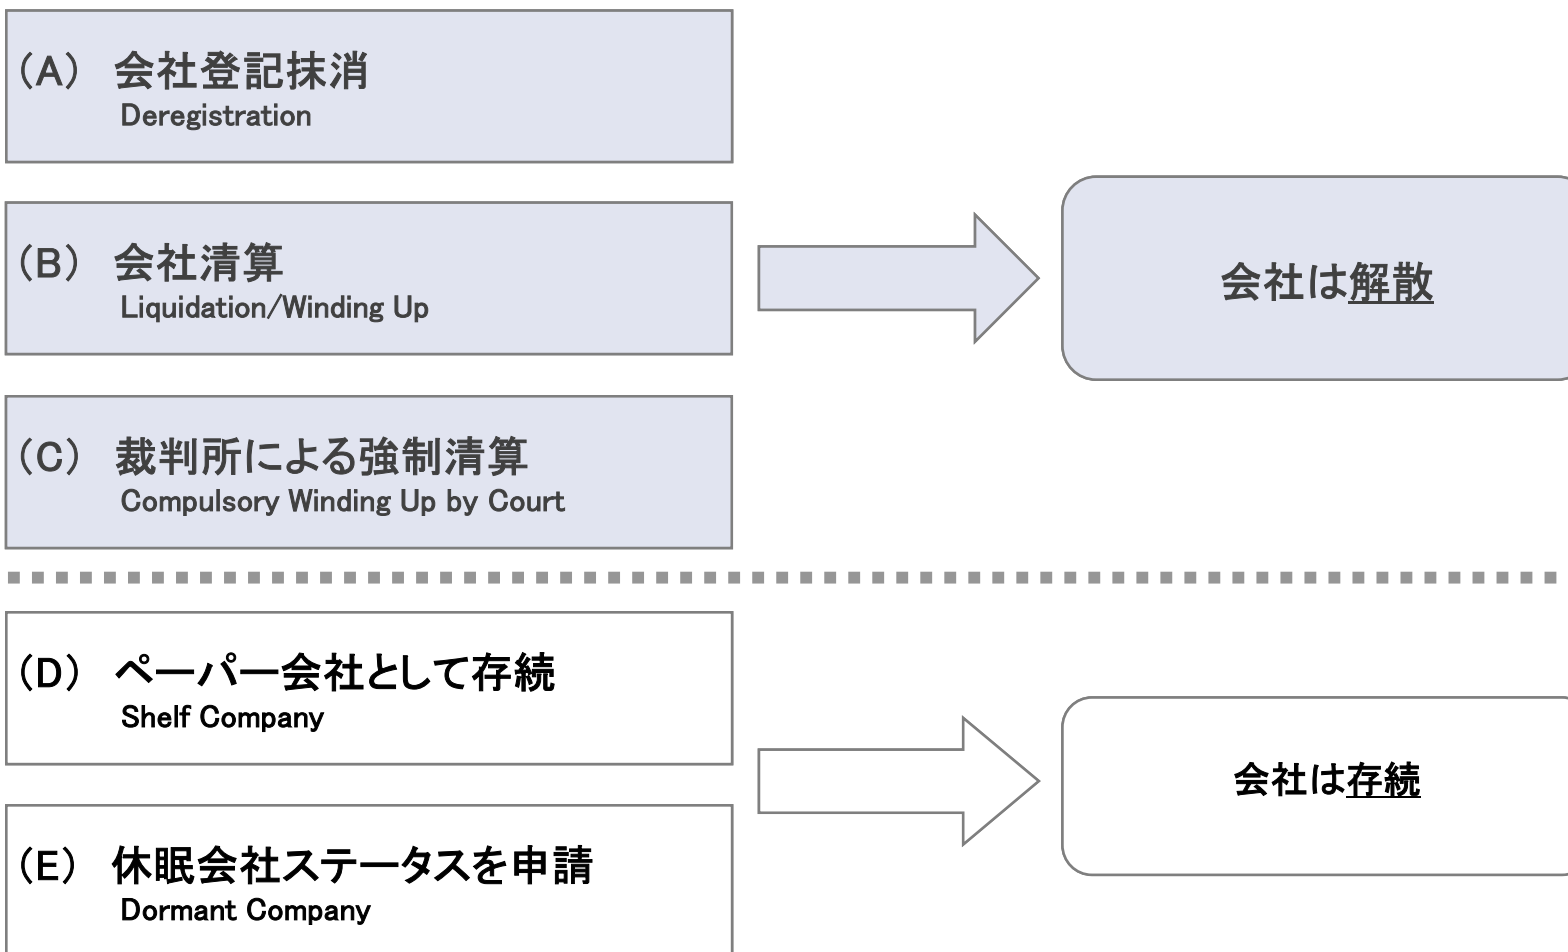 (A) 会社登記抹消
Deregistration
(B) 会社清算
Liquidation/Winding Up
会社は解散
(C) 裁判所による強制清算
Compulsory Winding Up by Court
(D) ペーパー会社として存続
Shelf Company
会社は存続
(E) 休眠会社ステータスを申請
Dormant Company